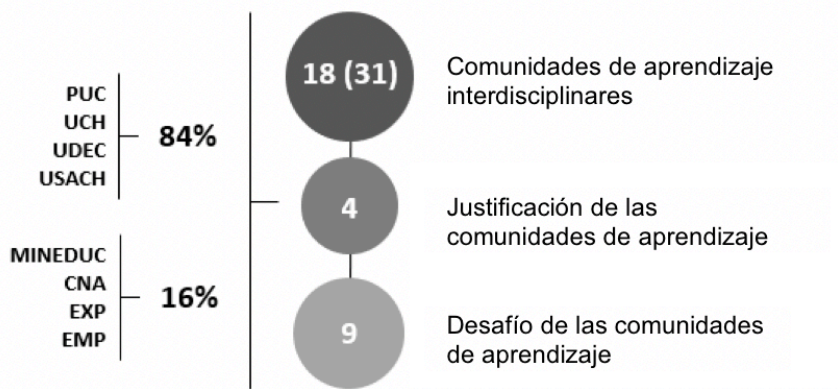 PUC
UCH
UDEC
USACH
84%
MINEDUC
CNA
EXP
EMP
16%
18 (31)
Comunidades de aprendizaje
interdisciplinares
4
Justificación de las
comunidades de aprendizaje
9
Desafío de las comunidades
de aprendizaje